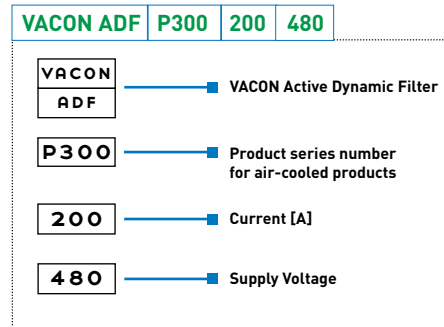 VACON ADF P300 200 480
VACON
ADF
VACON Active Dynamic Filter
P300
Product series number
for air-cooled products
200
Current [A]
480
Supply Voltage